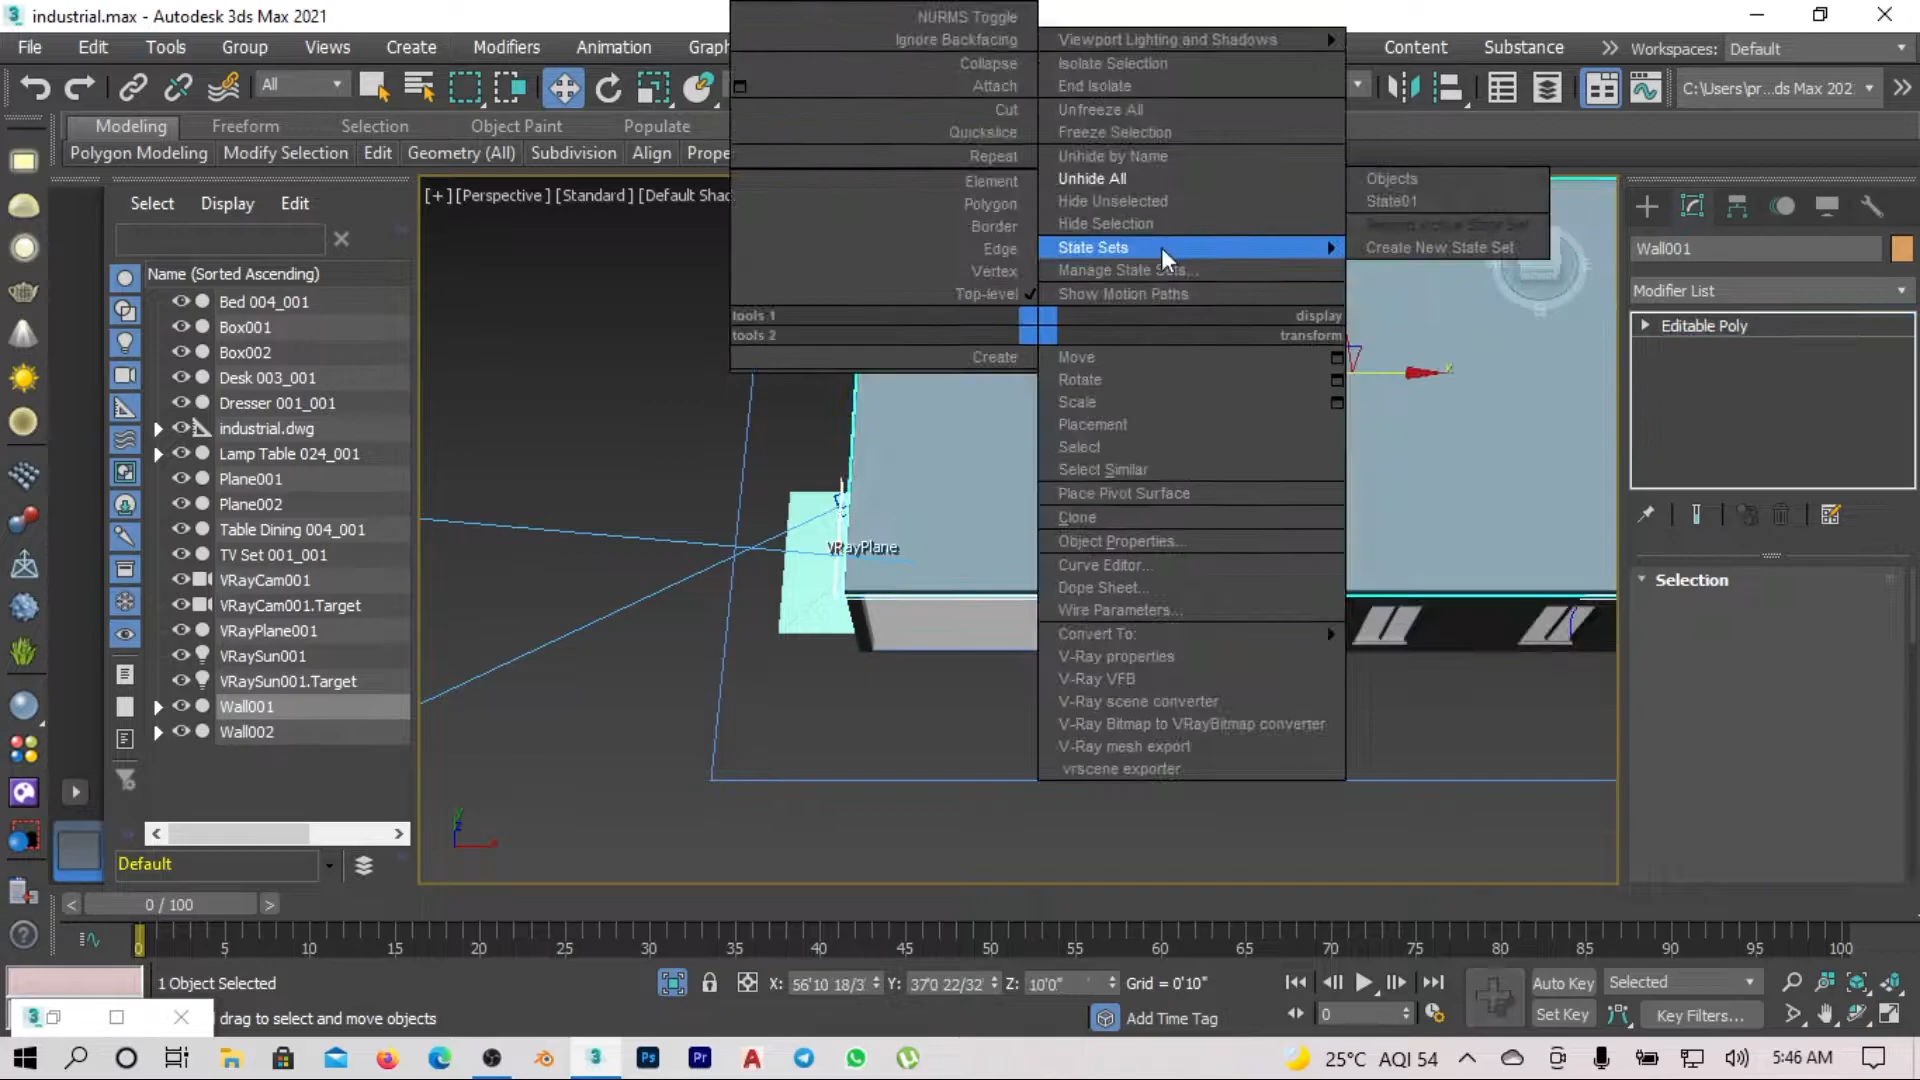 industrial.max - Autodesk 3ds Max 2021
File Edit Tools Group Views Create Modifiers Animation Graph
Content Substance Workspaces: Default
All
C:\Users\pr...ds Max 202
Modeling Freeform Selection Object Paint Populate
Polygon Modeling Modify Selection Edit Geometry (All) Subdivision Align Prope
Select Display Edit
Name (Sorted Ascending)
Bed 004_001
Box001
Box002
Desk 003_001
Dresser 001_001
industrial.dwg
Lamp Table 024_001
Plane001
Plane002
Table Dining 004_001
TV Set 001_001
VRayCam001
VRayCam001.Target
VRayPlane001
VRaySun001
VRaySun001.Target
Wall001
Wall002
Default
[+] [Perspective ] [Standard ] [Default Shad
VRayPlane
NURMS Toggle
Ignore Backfacing
Collapse
Attach
Cut
Quickslice
Repeat
Element
Polygon
Border
Edge
Vertex
Top-level
tools 1
tools 2
Create
Viewport Lighting and Shadows
Isolate Selection
End Isolate
Unfreeze All
Freeze Selection
Unhide by Name
Unhide All
Hide Unselected
Hide Selection
State Sets
Manage State Sets...
Show Motion Paths
display
transform
Move
Rotate
Scale
Placement
Select
Select Similar
Place Pivot Surface
Clone
Object Properties...
Curve Editor...
Dope Sheet...
Wire Parameters...
Convert To:
V-Ray properties
V-Ray VFB
V-Ray scene converter
V-Ray Bitmap to VRayBitmap converter
V-Ray mesh export
.vrscene exporter
Objects
State01
Create New State Set
Wall001
Modifier List
Editable Poly
Selection
0 / 100
0 5 10 15 20 25 30 35 40 45 50 55 60 65 70 75 80 85 90 95 100
1 Object Selected
X: 56'10 18/3 Y: 37'0 22/32 Z: 10'0" Grid = 0'10"
drag to select and move objects
Add Time Tag
0
Auto Key Selected
Set Key Key Filters...
25°C AQI 54 5:46 AM